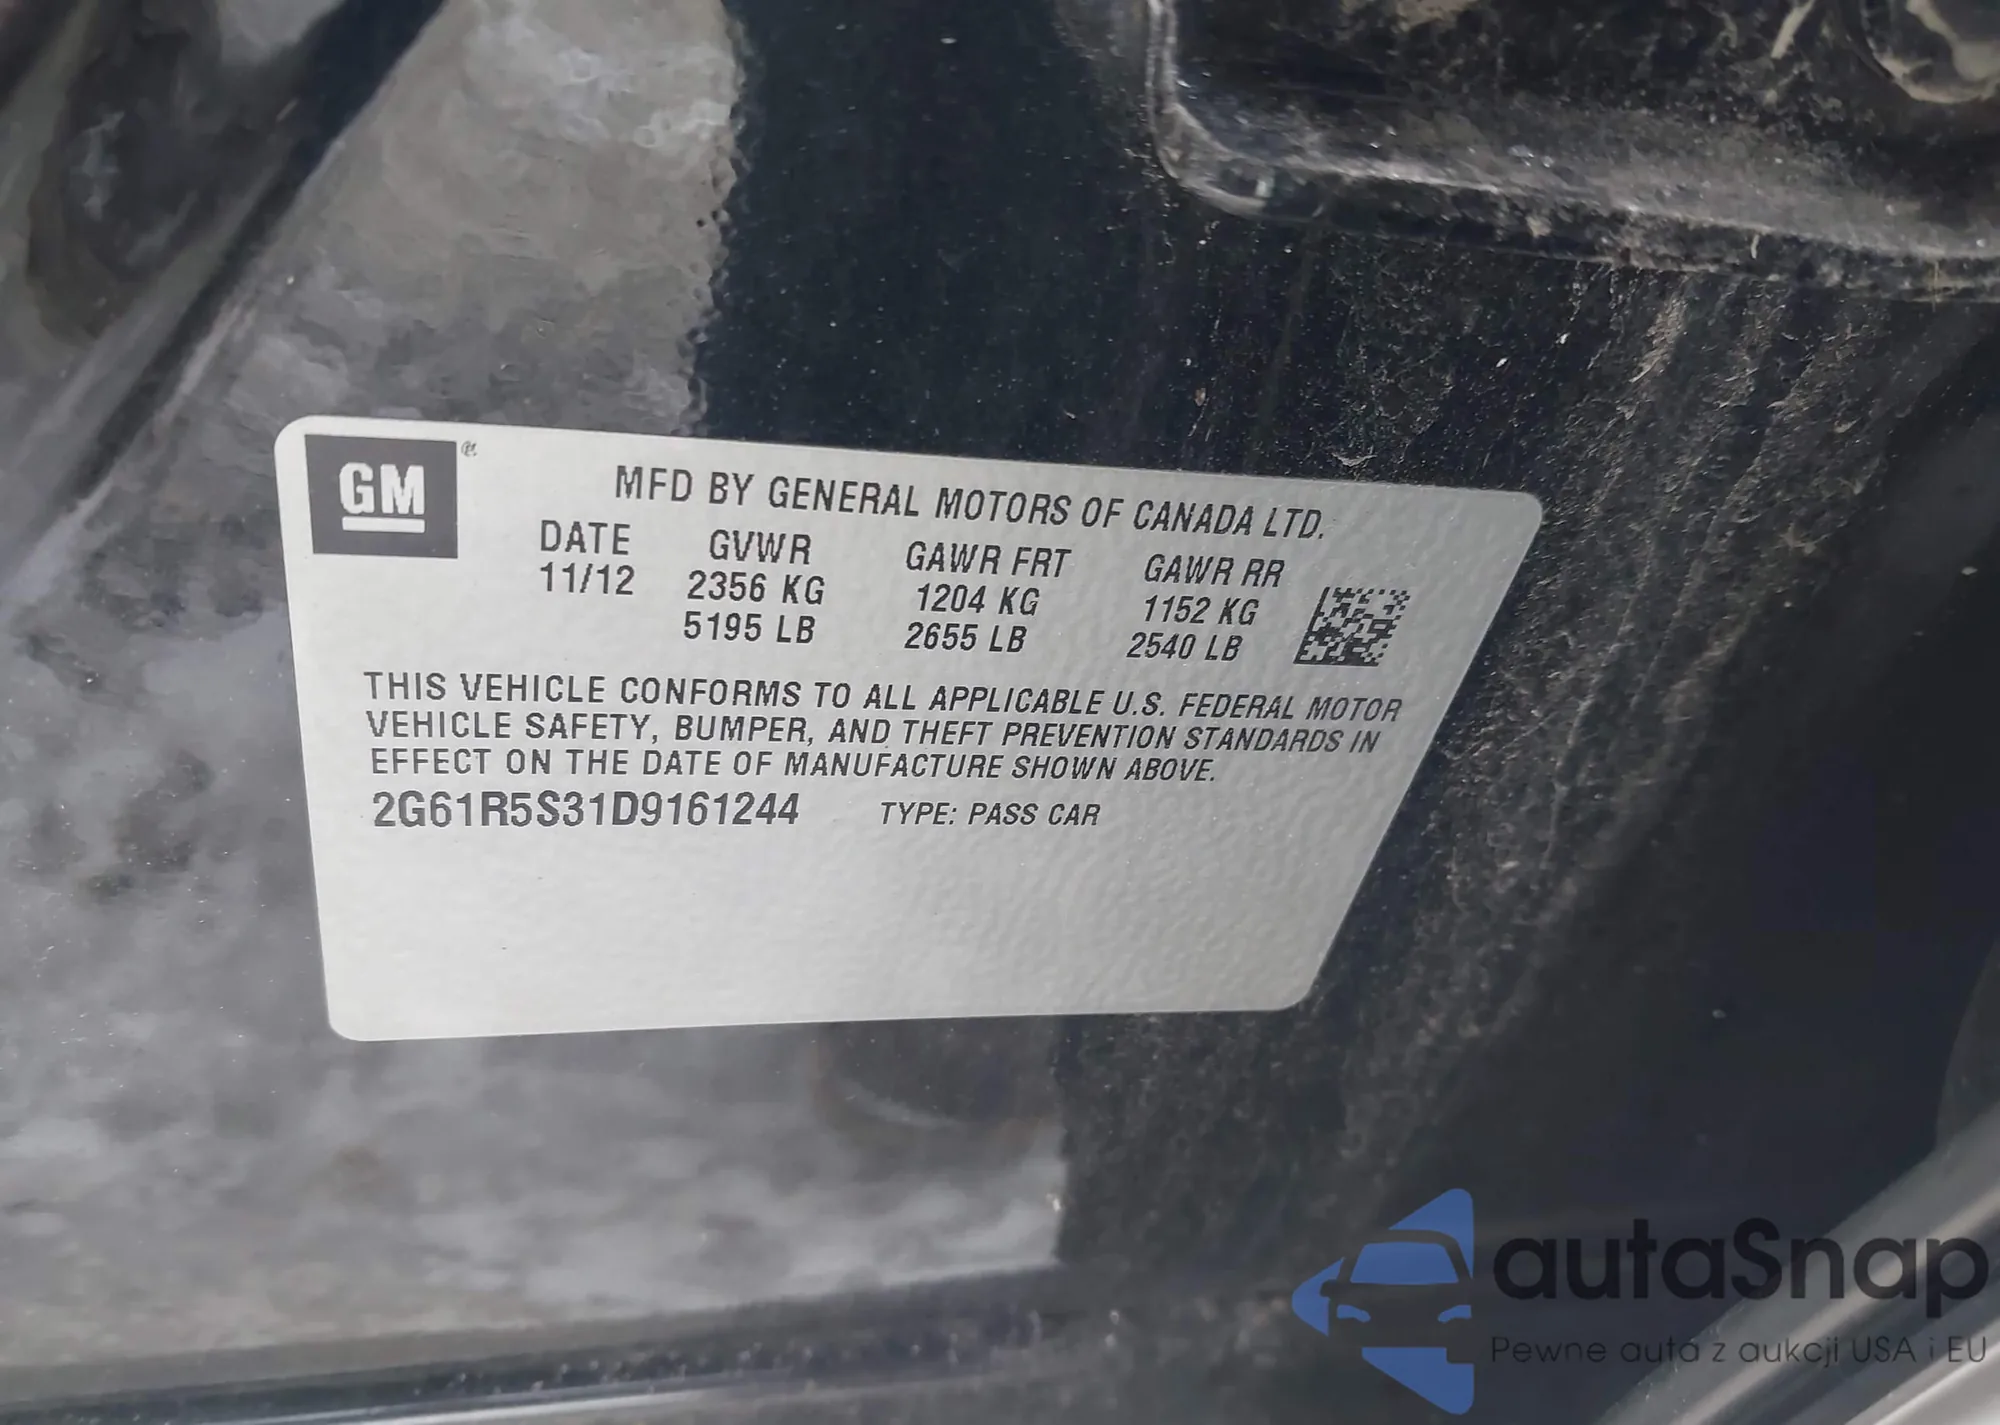 GM
MFD BY GENERAL MOTORS OF CANADA LTD.
DATE GVWR GAWR FRT GAWR RR
11/12 2356 KG 1204 KG 1152 KG
5195 LB 2655 LB 2540 LB
THIS VEHICLE CONFORMS TO ALL APPLICABLE U.S. FEDERAL MOTOR
VEHICLE SAFETY, BUMPER, AND THEFT PREVENTION STANDARDS IN
EFFECT ON THE DATE OF MANUFACTURE SHOWN ABOVE.
2G61R5S31D9161244 TYPE: PASS CAR
autaSnap
Pewne auta z aukcji USA i EU